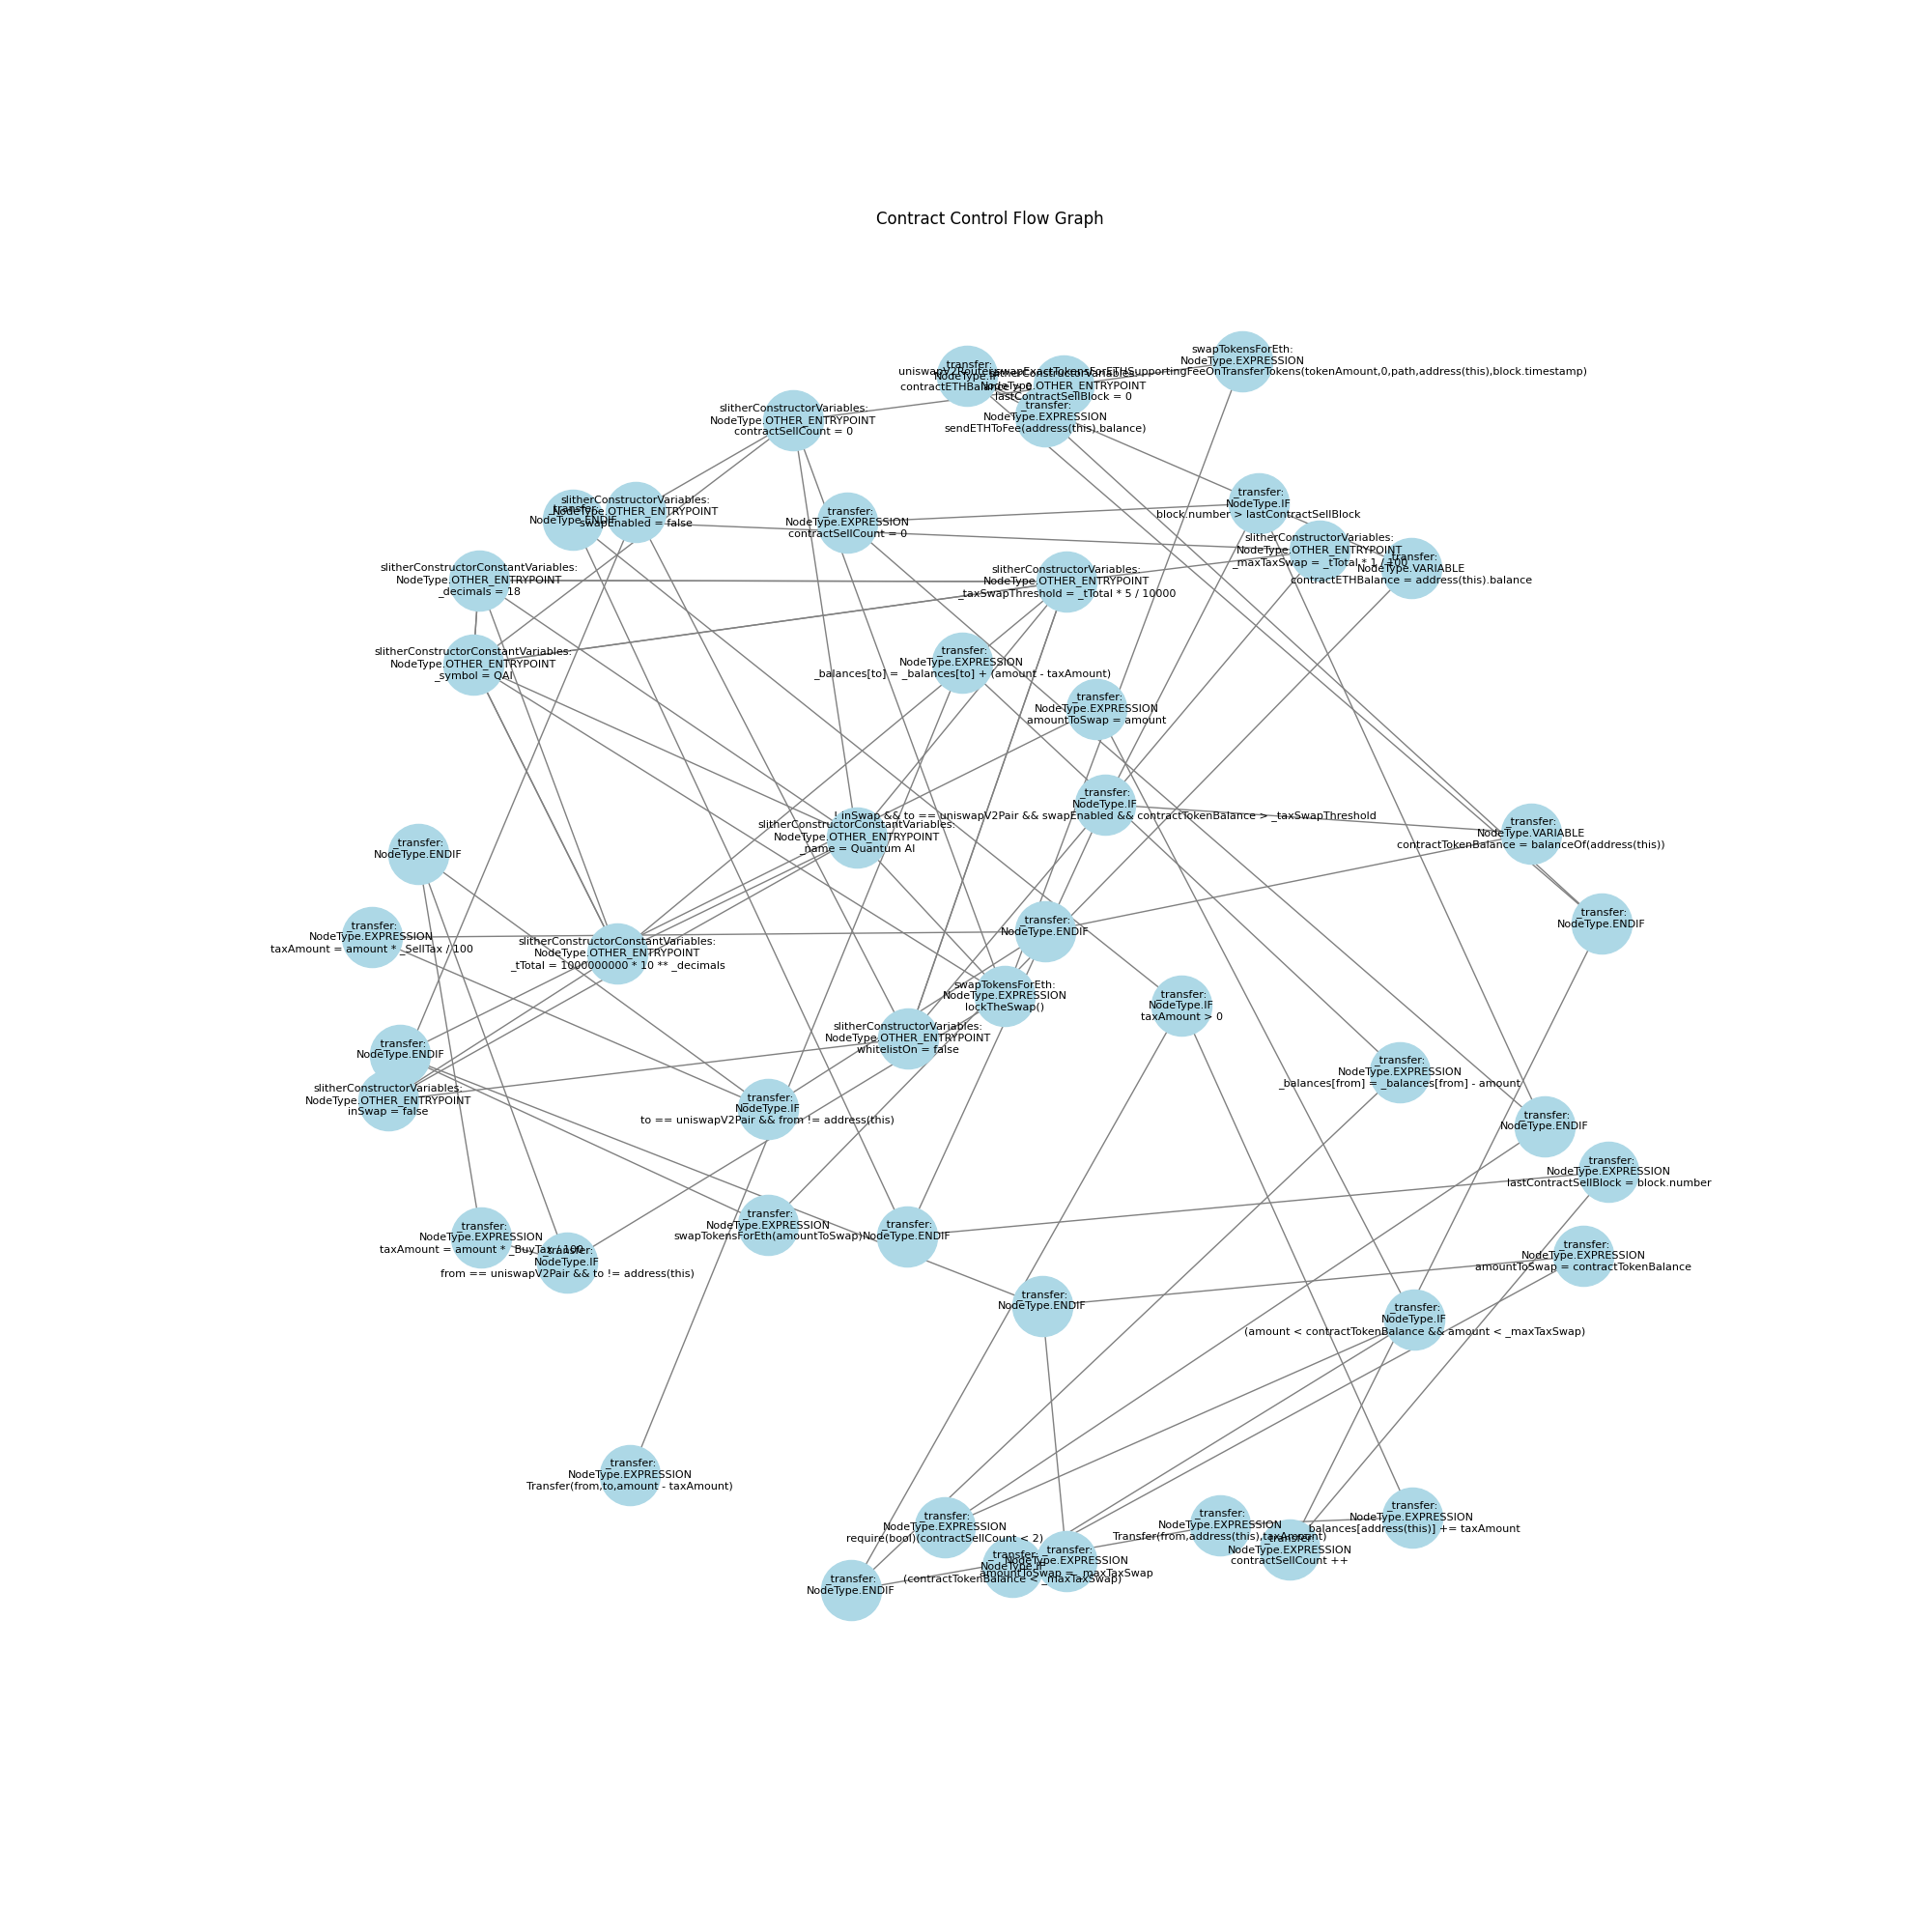 Contract Control Flow Graph
swapTokensForEth:
NodeType.EXPRESSION
uniswapV2Router.swapExactTokensForETHSupportingFeeOnTransferTokens(tokenAmount,0,path,address(this),block.timestamp)
_transfer:
NodeType.IF
contractETHBalance > 0
slitherConstructorVariables:
NodeType.OTHER_ENTRYPOINT
lastContractSellBlock = 0
_transfer:
NodeType.EXPRESSION
sendETHToFee(address(this).balance)
slitherConstructorVariables:
NodeType.OTHER_ENTRYPOINT
contractSellCount = 0
_transfer:
NodeType.IF
block.number > lastContractSellBlock
slitherConstructorVariables:
NodeType.OTHER_ENTRYPOINT
swapEnabled = false
_transfer:
NodeType.ENDIF
_transfer:
NodeType.EXPRESSION
contractSellCount = 0
slitherConstructorVariables:
NodeType.OTHER_ENTRYPOINT
_maxTaxSwap = _tTotal * 1 / 100
_transfer:
NodeType.VARIABLE
contractETHBalance = address(this).balance
slitherConstructorConstantVariables:
NodeType.OTHER_ENTRYPOINT
_decimals = 18
slitherConstructorVariables:
NodeType.OTHER_ENTRYPOINT
_taxSwapThreshold = _tTotal * 5 / 10000
slitherConstructorConstantVariables:
NodeType.OTHER_ENTRYPOINT
_symbol = QAI
_transfer:
NodeType.EXPRESSION
_balances[to] = _balances[to] + (amount - taxAmount)
_transfer:
NodeType.EXPRESSION
amountToSwap = amount
_transfer:
NodeType.IF
! inSwap && to == uniswapV2Pair && swapEnabled && contractTokenBalance > _taxSwapThreshold
slitherConstructorConstantVariables:
NodeType.OTHER_ENTRYPOINT
_name = Quantum AI
_transfer:
NodeType.VARIABLE
contractTokenBalance = balanceOf(address(this))
_transfer:
NodeType.ENDIF
_transfer:
NodeType.ENDIF
_transfer:
NodeType.EXPRESSION
taxAmount = amount * _SellTax / 100
_transfer:
NodeType.ENDIF
slitherConstructorConstantVariables:
NodeType.OTHER_ENTRYPOINT
_tTotal = 1000000000 * 10 ** _decimals
swapTokensForEth:
NodeType.EXPRESSION
lockTheSwap()
_transfer:
NodeType.IF
taxAmount > 0
slitherConstructorVariables:
NodeType.OTHER_ENTRYPOINT
whitelistOn = false
_transfer:
NodeType.ENDIF
_transfer:
NodeType.EXPRESSION
_balances[from] = _balances[from] - amount
slitherConstructorVariables:
NodeType.OTHER_ENTRYPOINT
inSwap = false
_transfer:
NodeType.IF
to == uniswapV2Pair && from != address(this)
_transfer:
NodeType.ENDIF
_transfer:
NodeType.EXPRESSION
lastContractSellBlock = block.number
_transfer:
NodeType.EXPRESSION
swapTokensForEth(amountToSwap)
_transfer:
NodeType.ENDIF
_transfer:
NodeType.EXPRESSION
taxAmount = amount * _BuyTax / 100
_transfer:
NodeType.IF
from == uniswapV2Pair && to != address(this)
_transfer:
NodeType.EXPRESSION
amountToSwap = contractTokenBalance
_transfer:
NodeType.ENDIF
_transfer:
NodeType.IF
(amount < contractTokenBalance && amount < _maxTaxSwap)
_transfer:
NodeType.EXPRESSION
Transfer(from,to,amount - taxAmount)
_transfer:
NodeType.EXPRESSION
require(bool)(contractSellCount < 2)
_transfer:
NodeType.EXPRESSION
Transfer(from,address(this),taxAmount)
_transfer:
NodeType.EXPRESSION
_balances[address(this)] += taxAmount
_transfer:
NodeType.EXPRESSION
contractSellCount ++
_transfer:
NodeType.IF
(contractTokenBalance < _maxTaxSwap)
_transfer:
NodeType.EXPRESSION
amountToSwap = _maxTaxSwap
_transfer:
NodeType.ENDIF